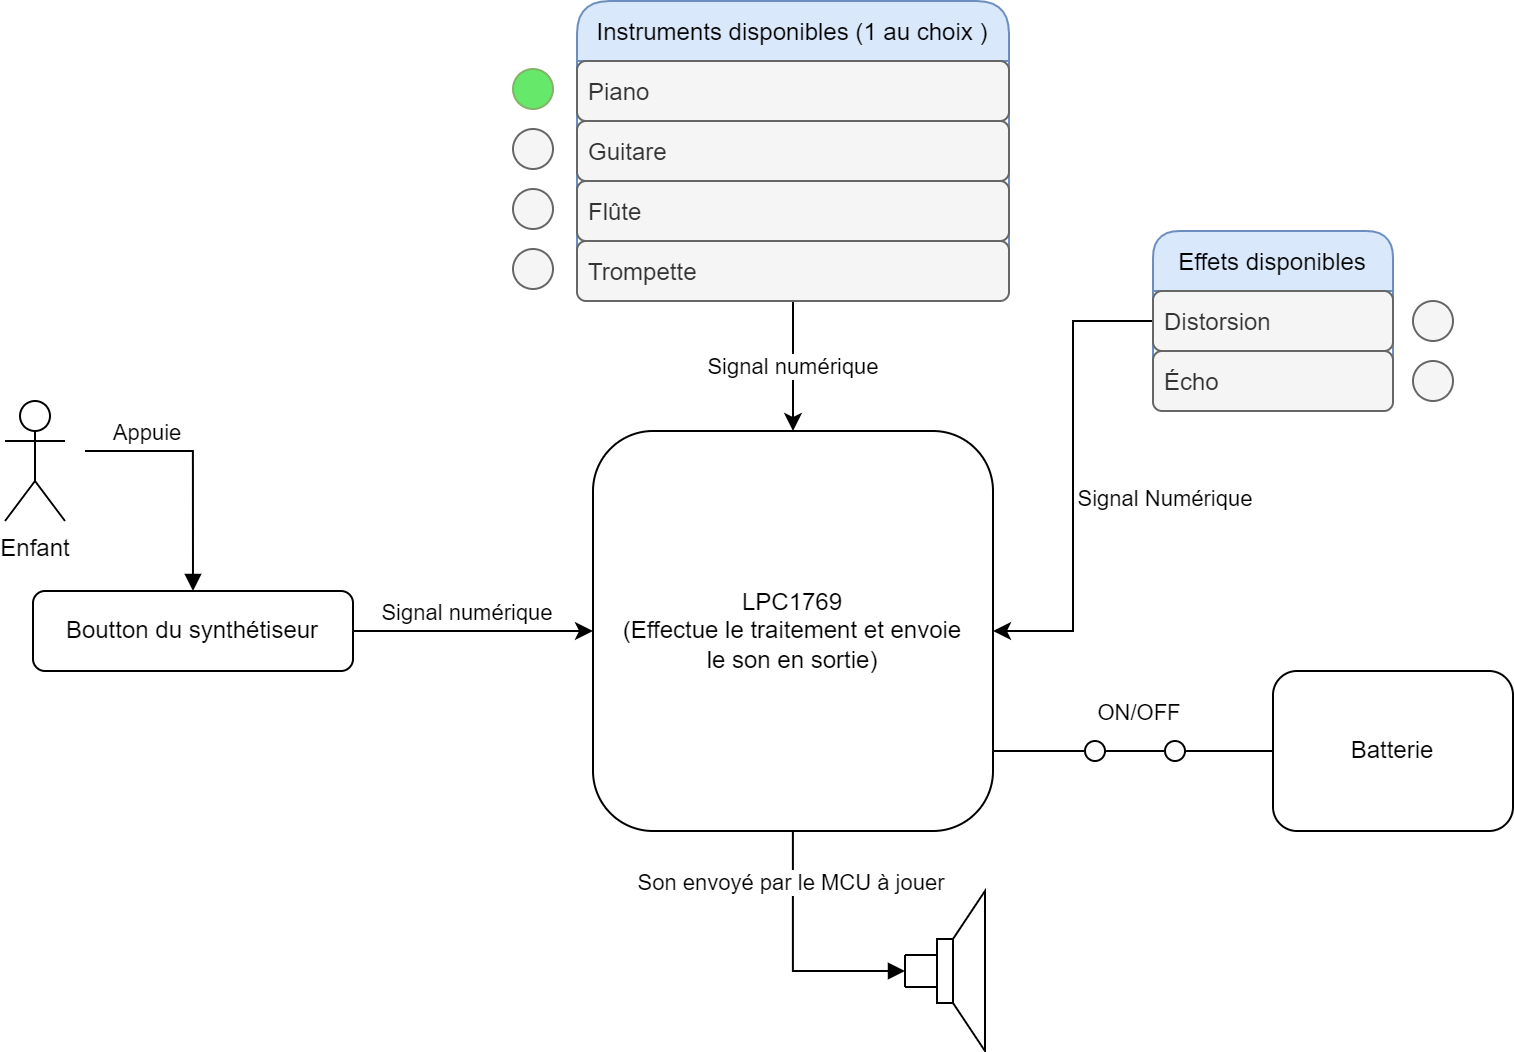 Instruments disponibles (1 au choix )
Piano
Guitare
Flûte
Trompette
Effets disponibles
Distorsion
Écho
Signal numérique
Appuie
Signal Numérique
Enfant
Boutton du synthétiseur
Signal numérique
LPC1769
(Effectue le traitement et envoie
le son en sortie)
ON/OFF
Batterie
Son envoyé par le MCU à jouer